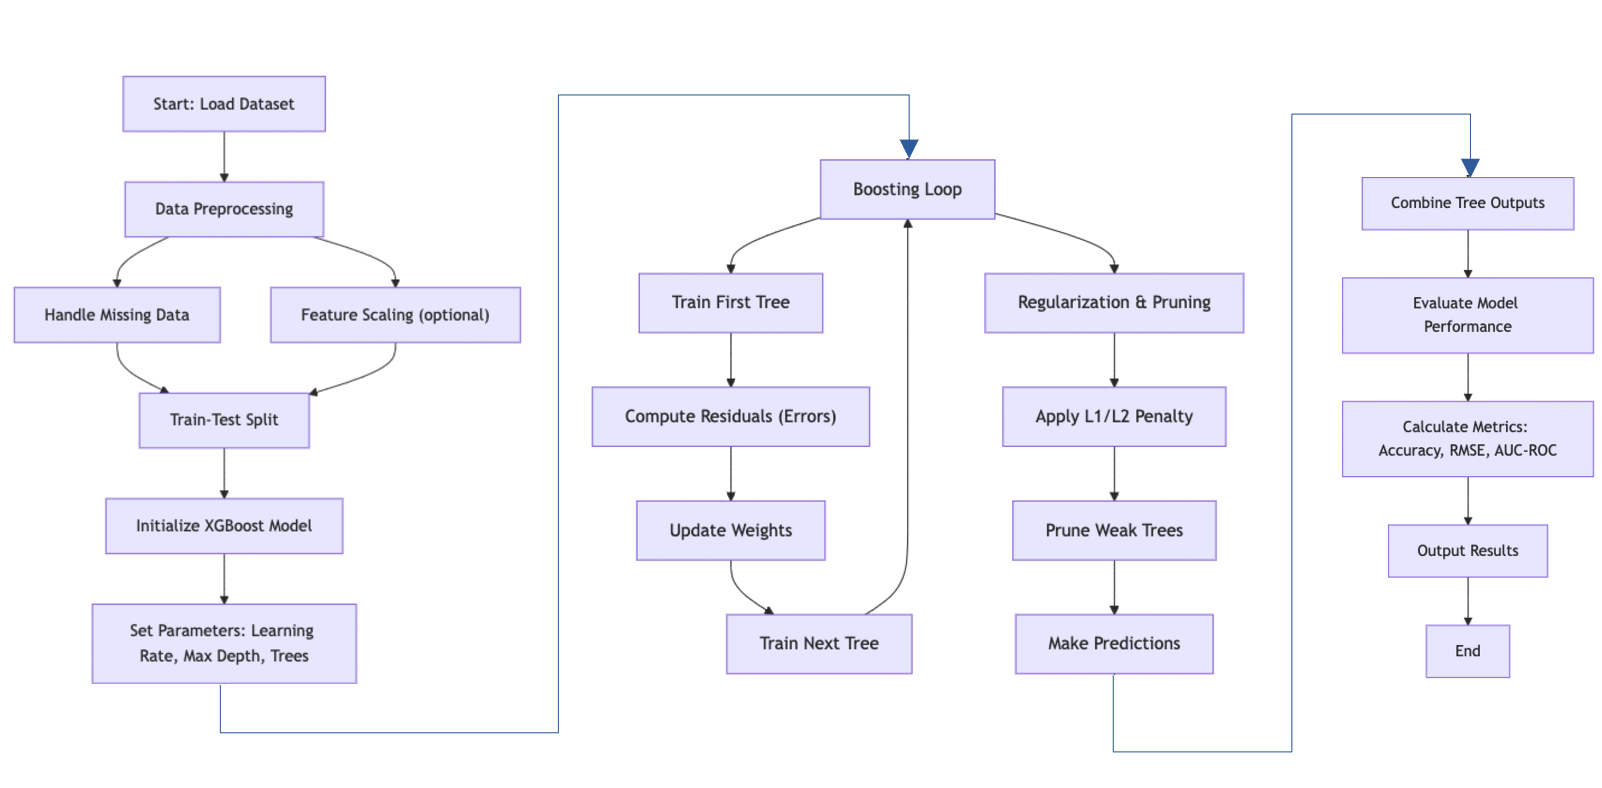 Start: Load Dataset
Data Preprocessing
Handle Missing Data
Feature Scaling (optional)
Train-Test Split
Initialize XGBoost Model
Set Parameters: Learning
Rate, Max Depth, Trees
Boosting Loop
Train First Tree
Compute Residuals (Errors)
Update Weights
Train Next Tree
Regularization & Pruning
Apply L1/L2 Penalty
Prune Weak Trees
Make Predictions
Combine Tree Outputs
Evaluate Model
Performance
Calculate Metrics:
Accuracy, RMSE, AUC-ROC
Output Results
End